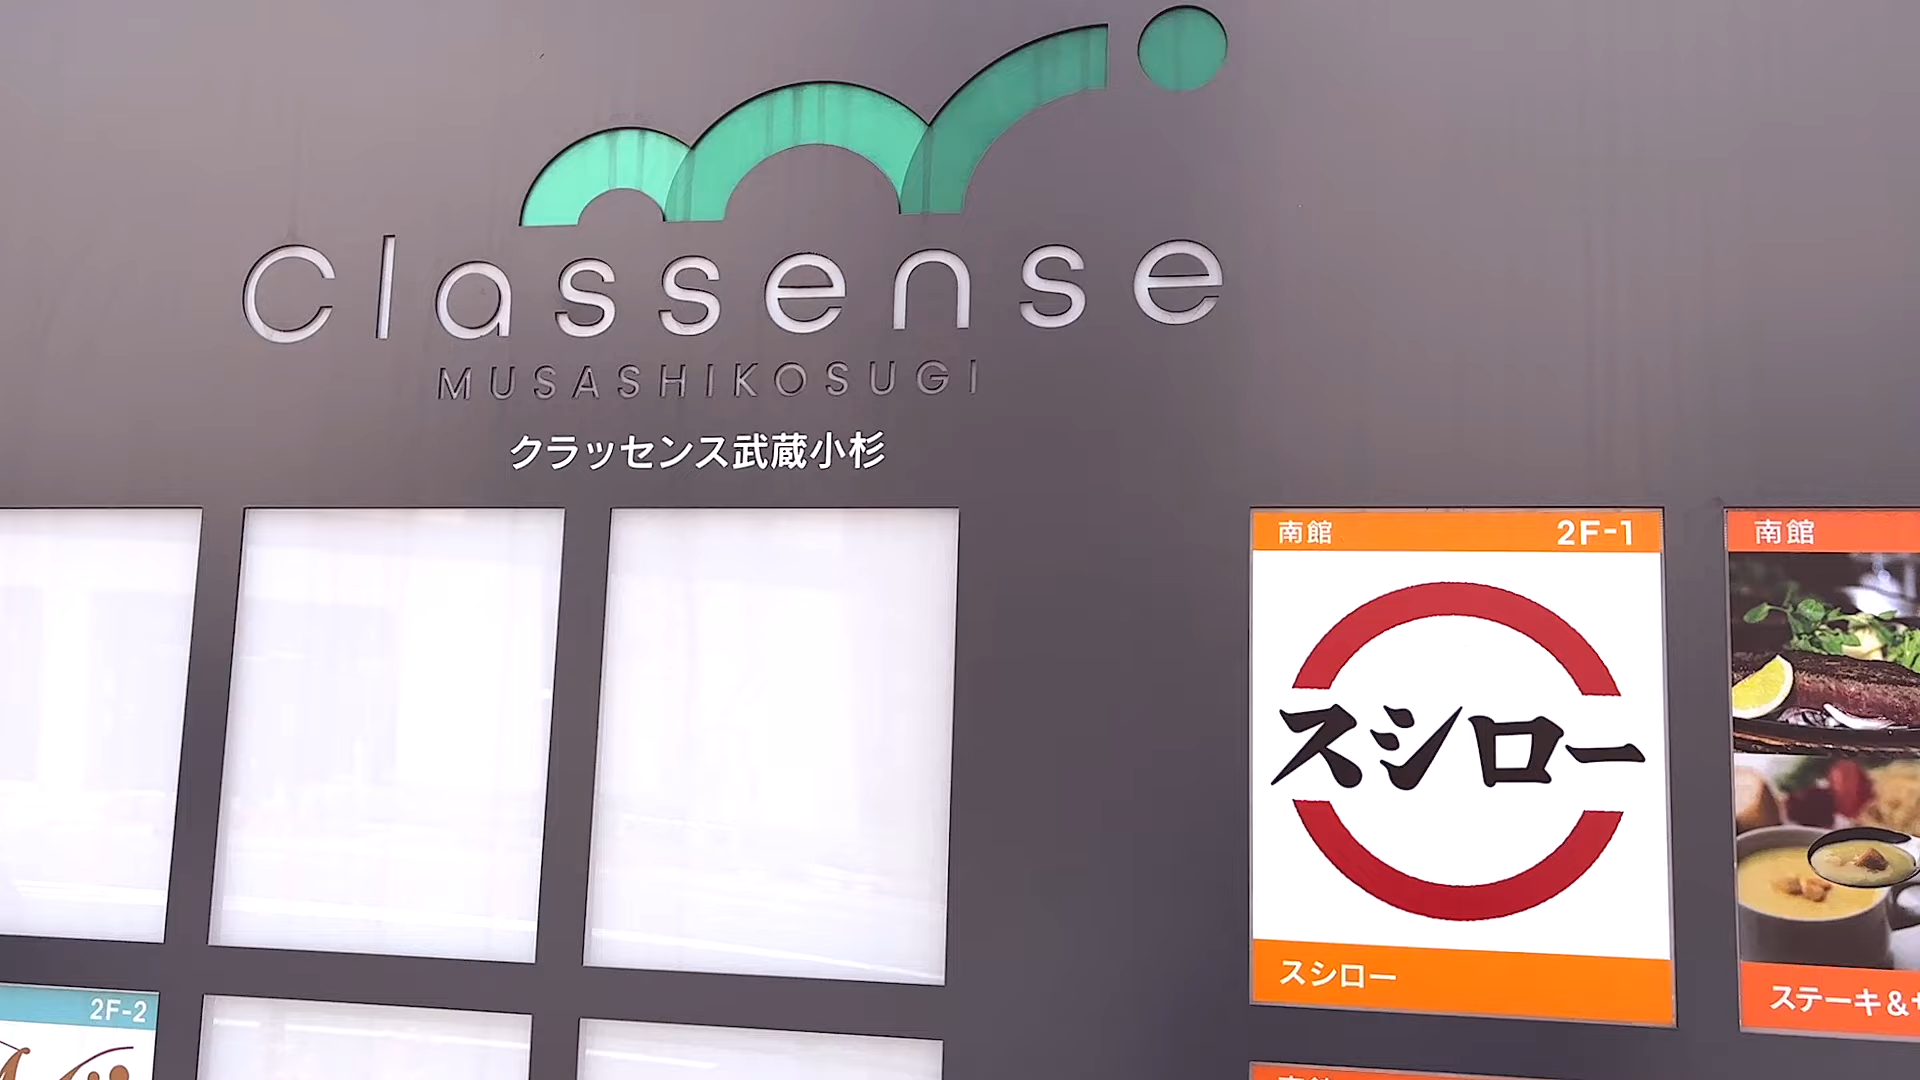 Classense
MUSASHIKOSUGI
クラッセンス武蔵小杉
南館 2F-1
スシロー
スシロー
南館
ステーキ&
2F-2